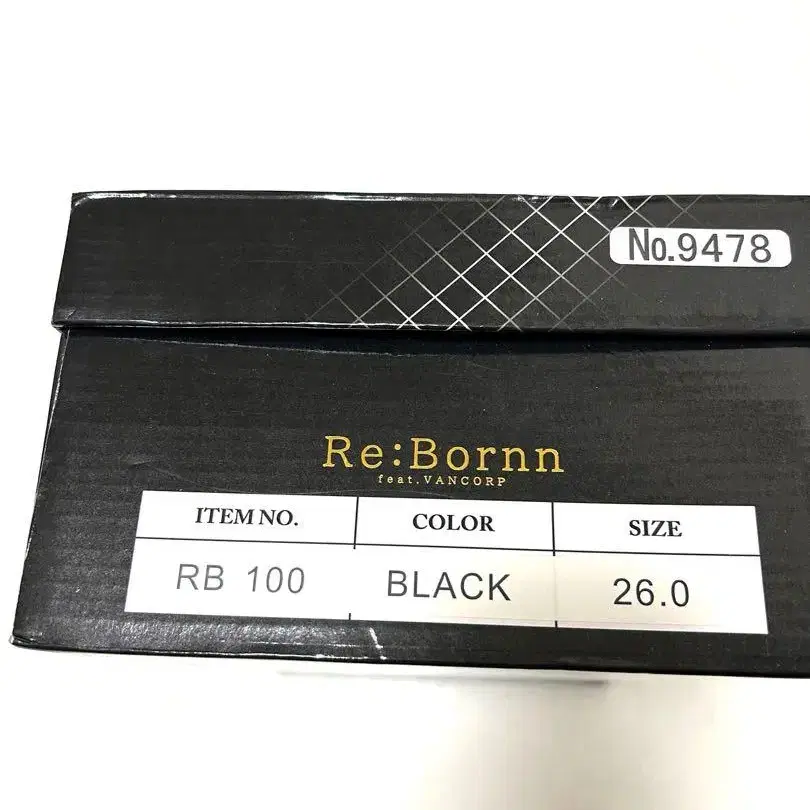 No.9478
Re:Bornn
feat.VANCORP
ITEM NO. COLOR SIZE
RB 100 BLACK 26.0